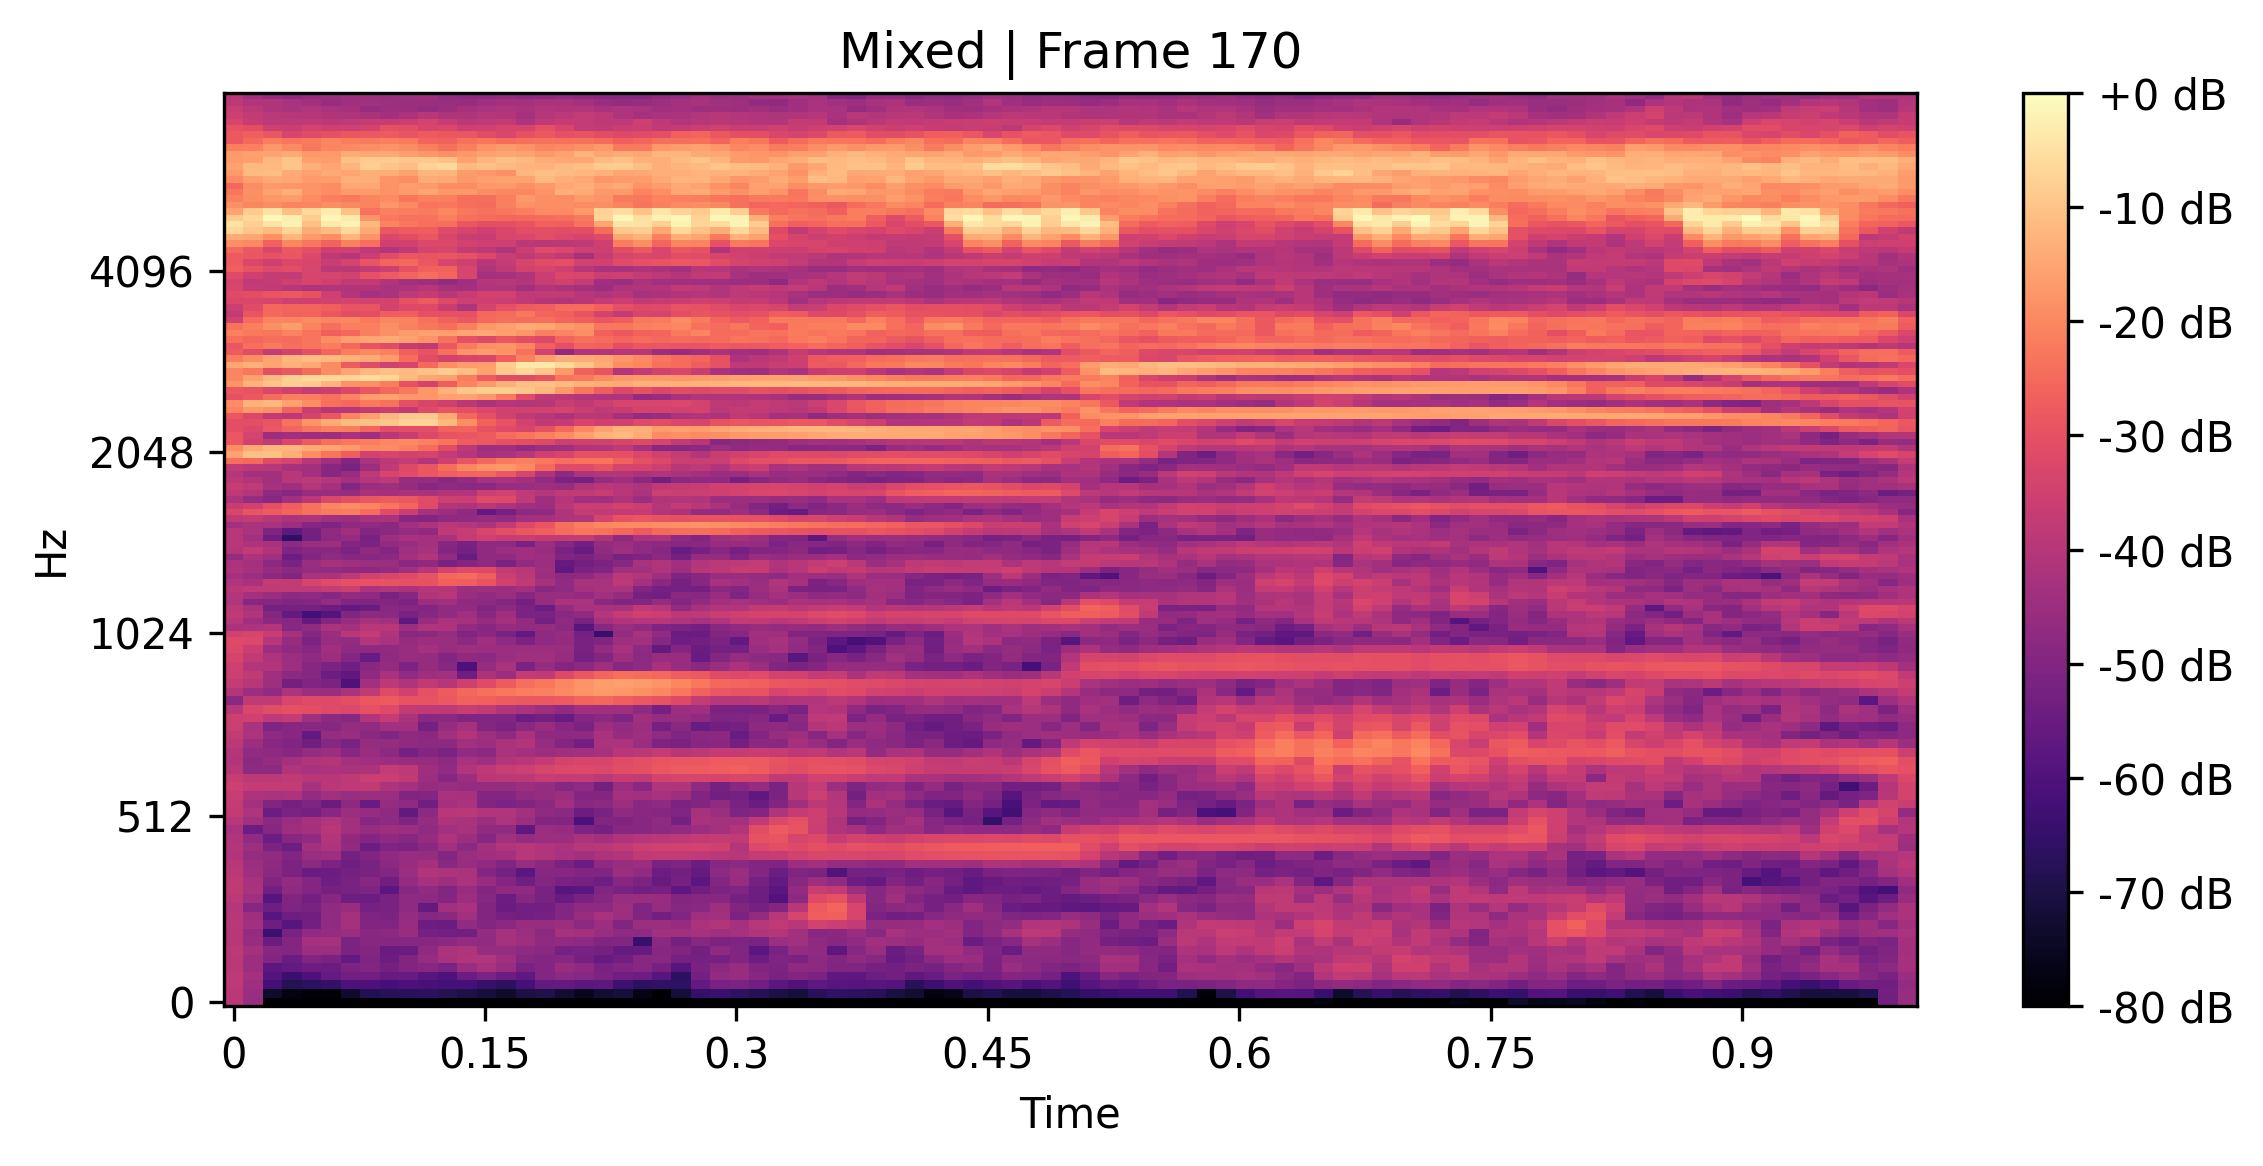 Mixed | Frame 170
+0 dB
-10 dB
-20 dB
-30 dB
-40 dB
-50 dB
-60 dB
-70 dB
-80 dB
4096
2048
1024
512
0
Hz
0 0.15 0.3 0.45 0.6 0.75 0.9
Time